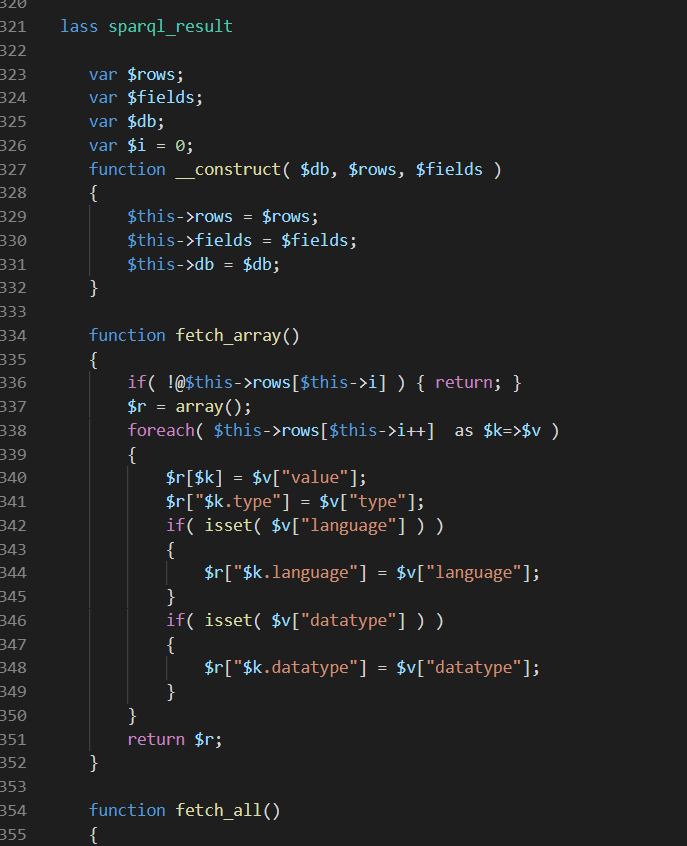 320
321 lass sparql_result
322
323 var $rows;
324 var $fields;
325 var $db;
326 var $i = 0;
327 function __construct( $db, $rows, $fields )
328 {
329 $this->rows = $rows;
330 $this->fields = $fields;
331 $this->db = $db;
332 }
333
334 function fetch_array()
335 {
336 if( !@$this->rows[$this->i] ) { return; }
337 $r = array();
338 foreach( $this->rows[$this->i++]  as $k=>$v )
339 {
340 $r[$k] = $v["value"];
341 $r["$k.type"] = $v["type"];
342 if( isset( $v["language"] ) )
343 {
344 $r["$k.language"] = $v["language"];
345 }
346 if( isset( $v["datatype"] ) )
347 {
348 $r["$k.datatype"] = $v["datatype"];
349 }
350 }
351 return $r;
352 }
353
354 function fetch_all()
355 {